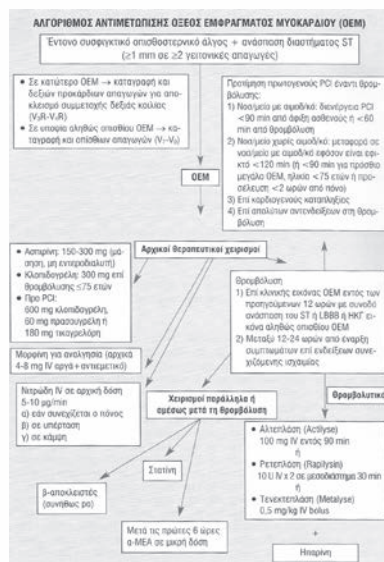 ΑΛΓΟΡΙΘΜΟΣ ΑΝΤΙΜΕΤΩΠΙΣΗΣ ΟΞΕΟΣ ΕΜΦΡΑΓΜΑΤΟΣ ΜΥΟΚΑΡΔΙΟΥ (ΟΕΜ)
Έντονο συσφιγκτικό οπισθοστερνικό άλγος + ανάσπαση διαστήματος ST
(≥1 mm σε ≥2 γειτονικές απαγωγές)
• Σε κατώτερο ΟΕΜ → καταγραφή και
δεξιών προκάρδιων απαγωγών για απο-
κλεισμό συμμετοχής δεξιάς κοιλίας
(V₃R-V₄R)
• Σε υποψία αληθώς οπισθίου ΟΕΜ → κα-
ταγραφή και οπίσθιων απαγωγών (V₇-V₉)
Προτίμηση πρωτογενούς PCI έναντι θρομ-
βόλυσης:
1) Νοσ/μείο με αιμοδ/κό: διενέργεια PCI
<90 min από άφιξη ασθενούς ή <60
min από θρομβόλυση
2) Νοσ/μείο χωρίς αιμοδ/κό: μεταφορά σε
νοσ/μείο με αιμοδ/κό εφόσον είναι εφι-
κτό <120 min (ή <90 min για πρόσθιο
μεγάλο ΟΕΜ, ηλικία <75 ετών ή προ-
σέλευση <2 ωρών από πόνο)
3) Επί καρδιογενούς καταπληξίας
4) Επί απολύτων αντενδείξεων στη θρομ-
βόλυση
ΟΕΜ
Αρχικοί θεραπευτικοί χειρισμοί
• Ασπιρίνη: 150-300 mg (μά-
σηση, μη εντεροδιαλυτή)
• Κλοπιδογρέλη: 300 mg επί
θρομβόλυσης ≤75 ετών
• Προ PCI:
600 mg κλοπιδογρέλη,
60 mg πρασουγρέλη ή
180 mg τικαγρελόρη
Θρομβόλυση
1) Επί κλινικής εικόνας ΟΕΜ εντός των
προηγούμενων 12 ωρών με συνοδό
ανάσπαση του ST ή LBBB ή ΗΚΓ ει-
κόνα αληθώς οπισθίου ΟΕΜ
2) Μεταξύ 12-24 ωρών από έναρξη
συμπτωμάτων επί ενδείξεων συνε-
χιζόμενης ισχαιμίας
Μορφίνη για αναλγησία (αρχικά
4-8 mg IV αργά + αντιεμετικό)
Νιτρώδη IV σε αρχική δόση
5-10 μg/min
α) εάν συνεχίζεται ο πόνος
β) σε υπέρταση
γ) σε κάμψη
Χειρισμοί παράλληλα ή
αμέσως μετά τη θρομβόλυση
Θρομβολυτικά
• Αλτεπλάση (Actilyse)
100 mg IV εντός 90 min
ή
• Ρετεπλάση (Rapilysin)
10 U IV x 2 σε μεσοδιάστημα 30 min
ή
• Τενεκτεπλάση (Metalyse)
0,5 mg/kg IV bolus
Στατίνη
β-αποκλειστές
(συνήθως po)
Μετά τις πρώτες 6 ώρες
α-ΜΕΑ σε μικρή δόση
+
Ηπαρίνη